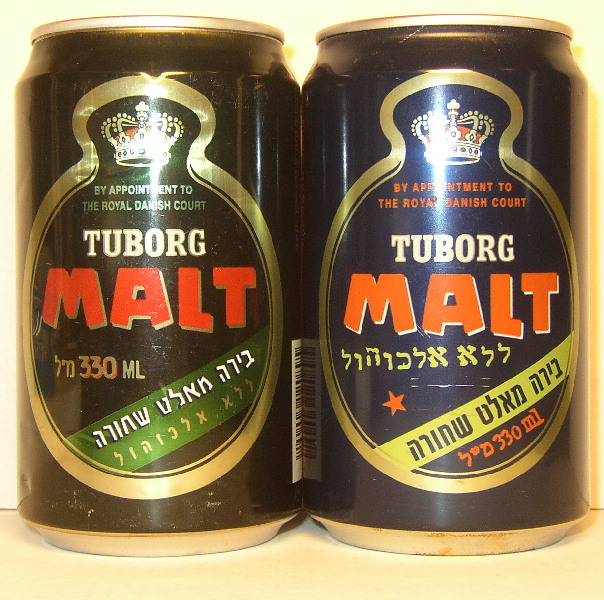 BY APPOINTMENT TO
THE ROYAL DANISH COURT
TUBORG
MALT
330 ML מ״ל
בירה מאלט שחורה
ללא אלכוהול
BY APPOINTMENT TO
THE ROYAL DANISH COURT
TUBORG
MALT
ללא אלכוהול
בירה מאלט שחורה
מ״ל 330 ml